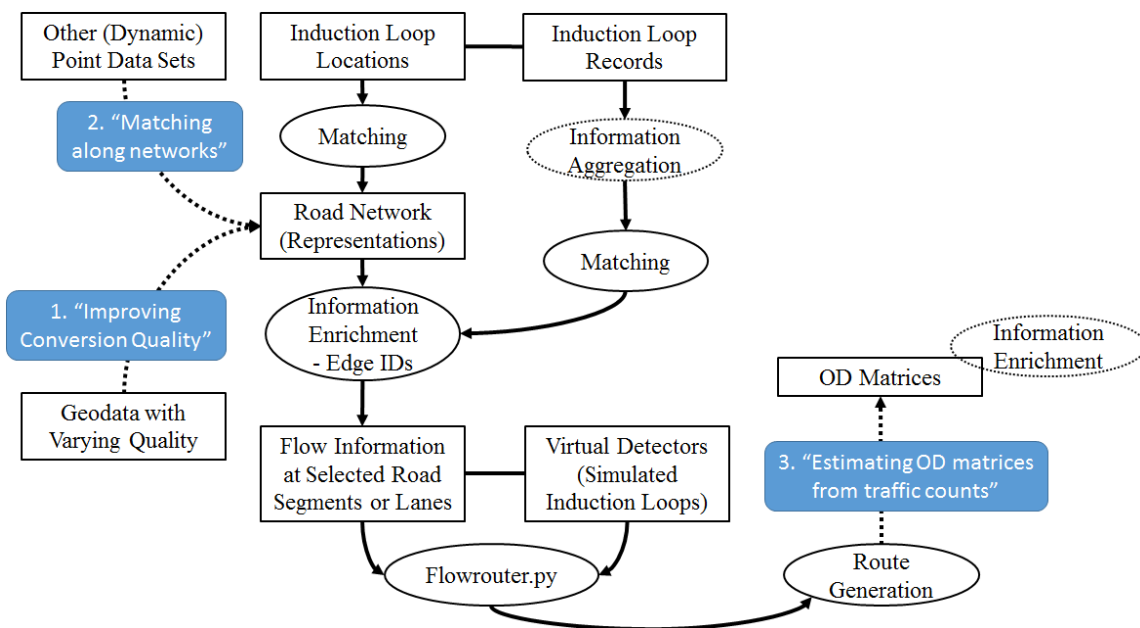 Other (Dynamic)
Point Data Sets
Induction Loop
Locations
Induction Loop
Records
2. “Matching
along networks”
Matching
Information
Aggregation
Road Network
(Representations)
Matching
1. “Improving
Conversion Quality”
Information
Enrichment
- Edge IDs
Information
Enrichment
OD Matrices
Geodata with
Varying Quality
Flow Information
at Selected Road
Segments or Lanes
Virtual Detectors
(Simulated
Induction Loops)
3. “Estimating OD matrices
from traffic counts”
Flowrouter.py
Route
Generation